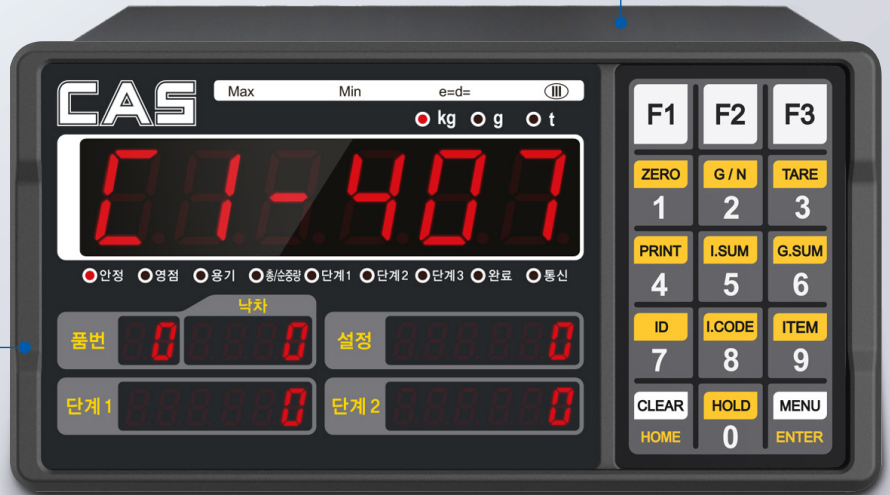 CAS
Max Min e=d= III
kg g t
C1-407
안정 영점 용기 총/순중량 단계1 단계2 단계3 완료 통신
낙차
품번 0 0 설정 0
단계1 0 단계2 0
F1 F2 F3
ZERO G / N TARE
1 2 3
PRINT I.SUM G.SUM
4 5 6
ID I.CODE ITEM
7 8 9
CLEAR HOLD MENU
HOME 0 ENTER